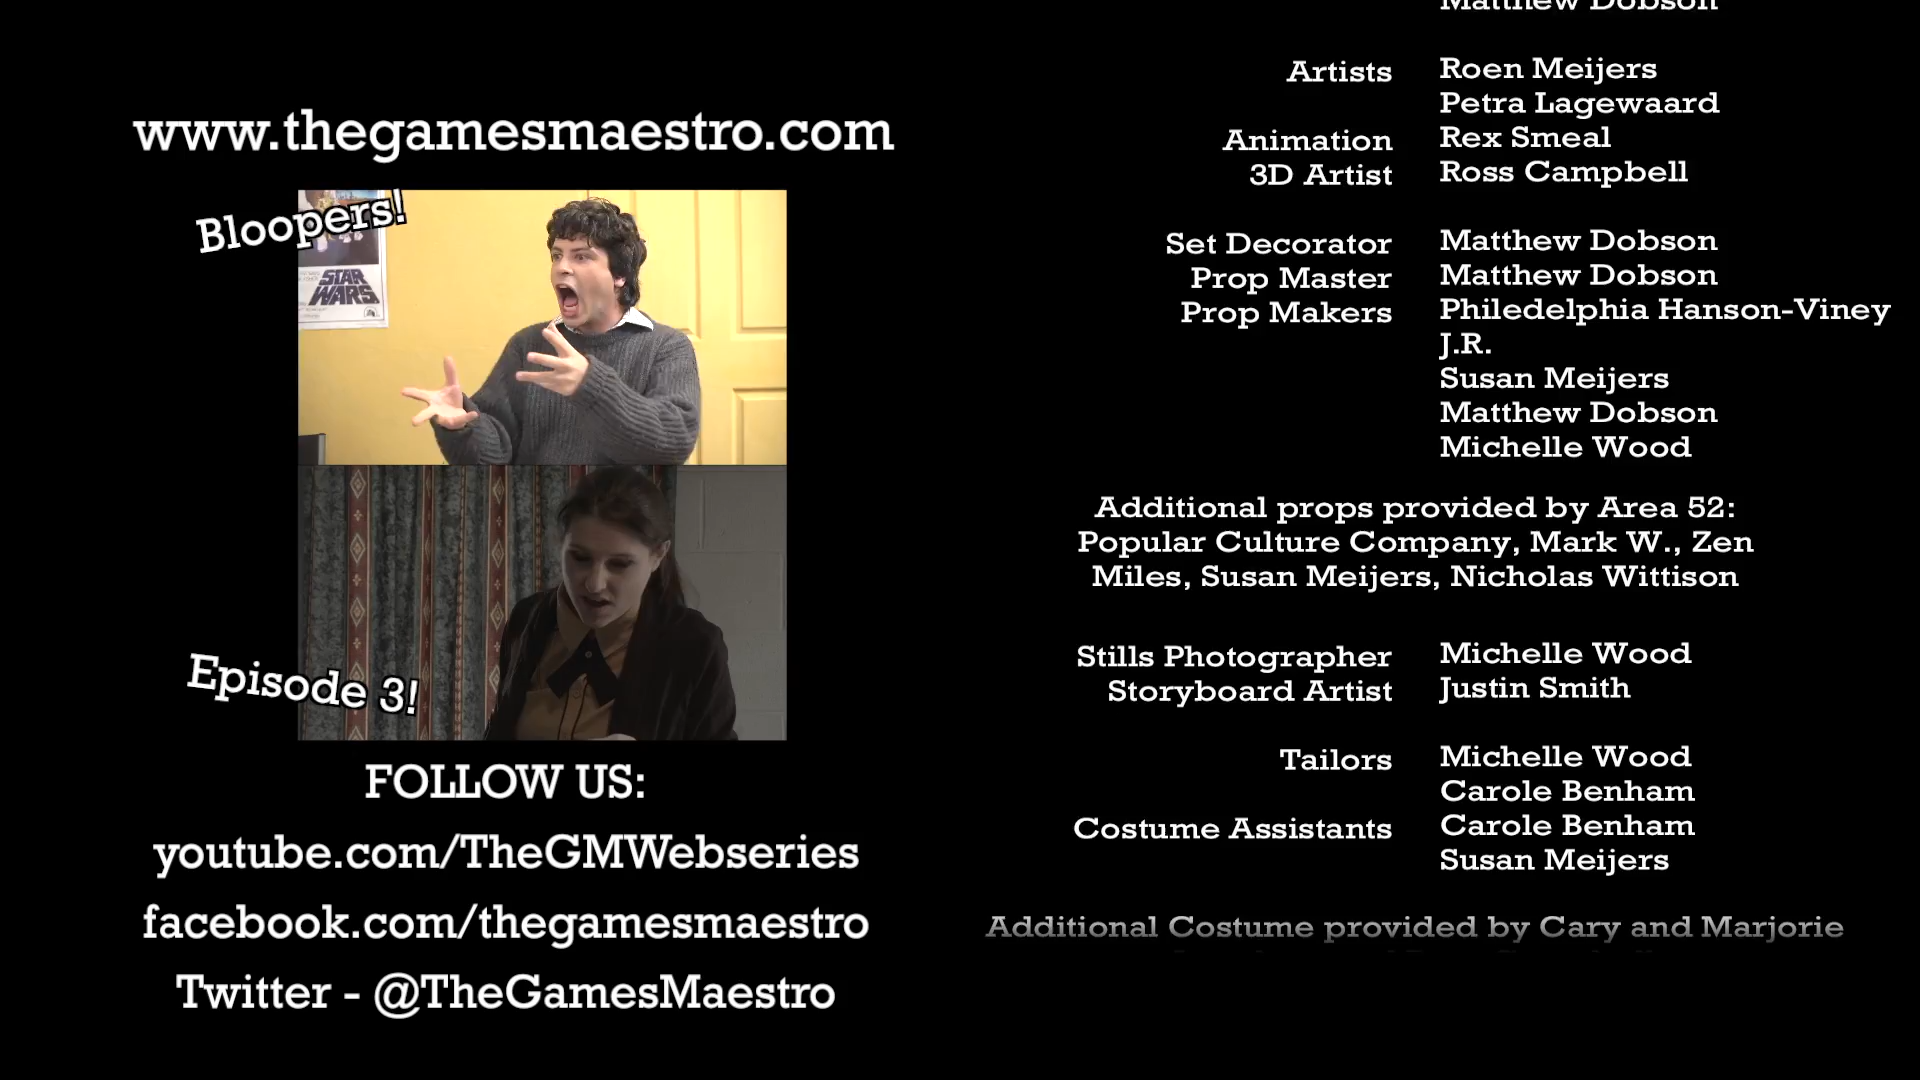 www.thegamesmaestro.com
Bloopers!
STAR
WARS
Episode 3!
FOLLOW US:
youtube.com/TheGMWebseries
facebook.com/thegamesmaestro
Twitter - @TheGamesMaestro
Matthew Dobson
Artists Roen Meijers
Petra Lagewaard
Animation Rex Smeal
3D Artist Ross Campbell
Set Decorator Matthew Dobson
Prop Master Matthew Dobson
Prop Makers Philedelphia Hanson-Viney
J.R.
Susan Meijers
Matthew Dobson
Michelle Wood
Additional props provided by Area 52:
Popular Culture Company, Mark W., Zen
Miles, Susan Meijers, Nicholas Wittison
Stills Photographer Michelle Wood
Storyboard Artist Justin Smith
Tailors Michelle Wood
Carole Benham
Costume Assistants Carole Benham
Susan Meijers
Additional Costume provided by Cary and Marjorie